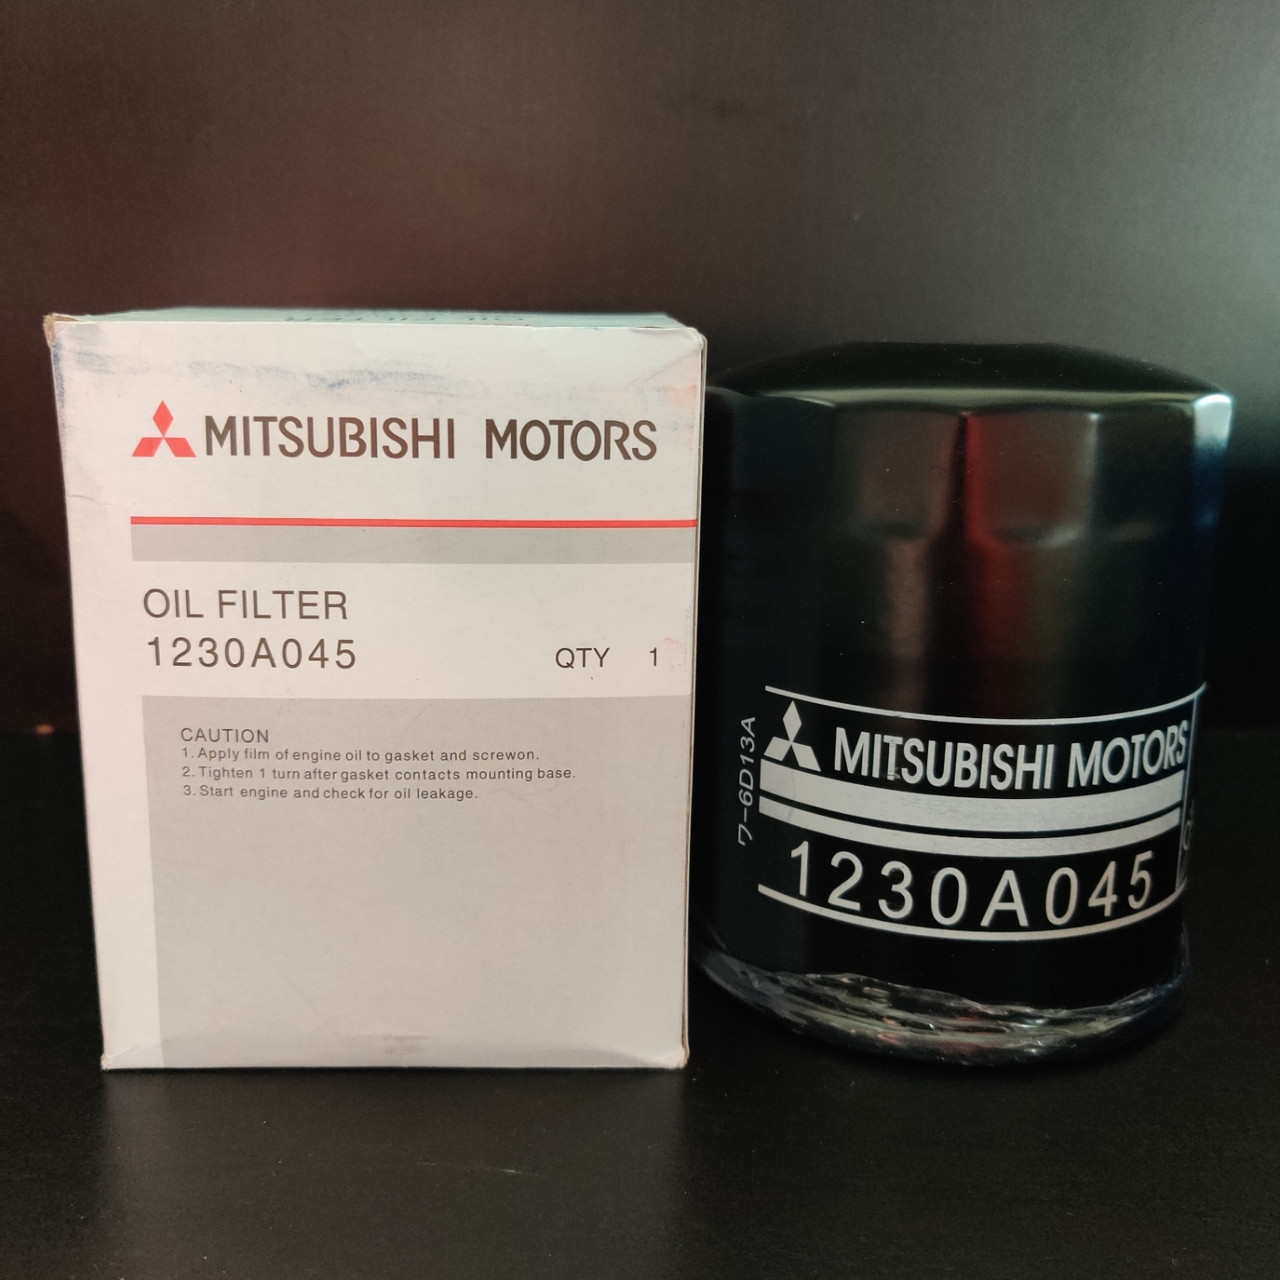 OIL FILTER
MITSUBISHI MOTORS
OIL FILTER
1230A045
QTY 1
CAUTION
1. Apply film of engine oil to gasket and screwon.
2. Tighten 1 turn after gasket contacts mounting base.
3. Start engine and check for oil leakage.
7-6D13A
MITSUBISHI MOTORS
1230A045